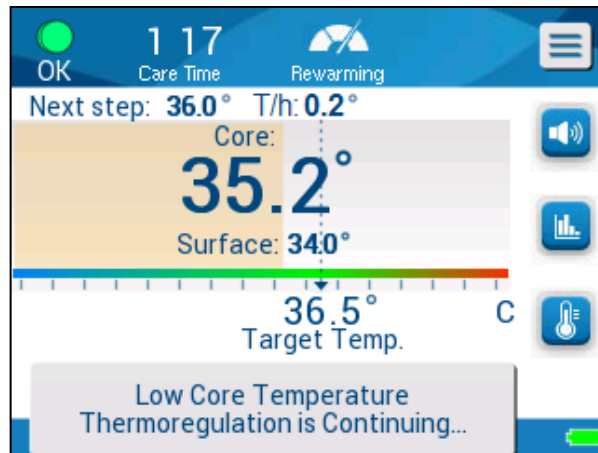 1 17
OK Care Time Rewarming
Next step: 36.0° T/h: 0.2°
Core:
35.2°
Surface: 34.0°
36.5° C
Target Temp.
Low Core Temperature
Thermoregulation is Continuing...